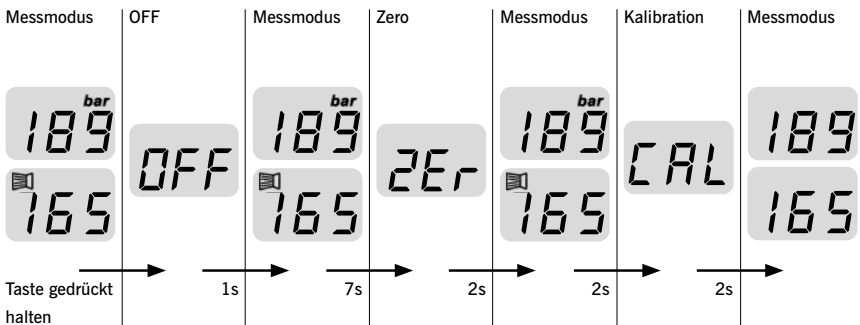 Messmodus OFF Messmodus Zero Messmodus Kalibration Messmodus
bar bar bar
189 189 189 189
OFF 2Er CAL
165 165 165 165
Taste gedrückt 1s 7s 2s 2s 2s
halten